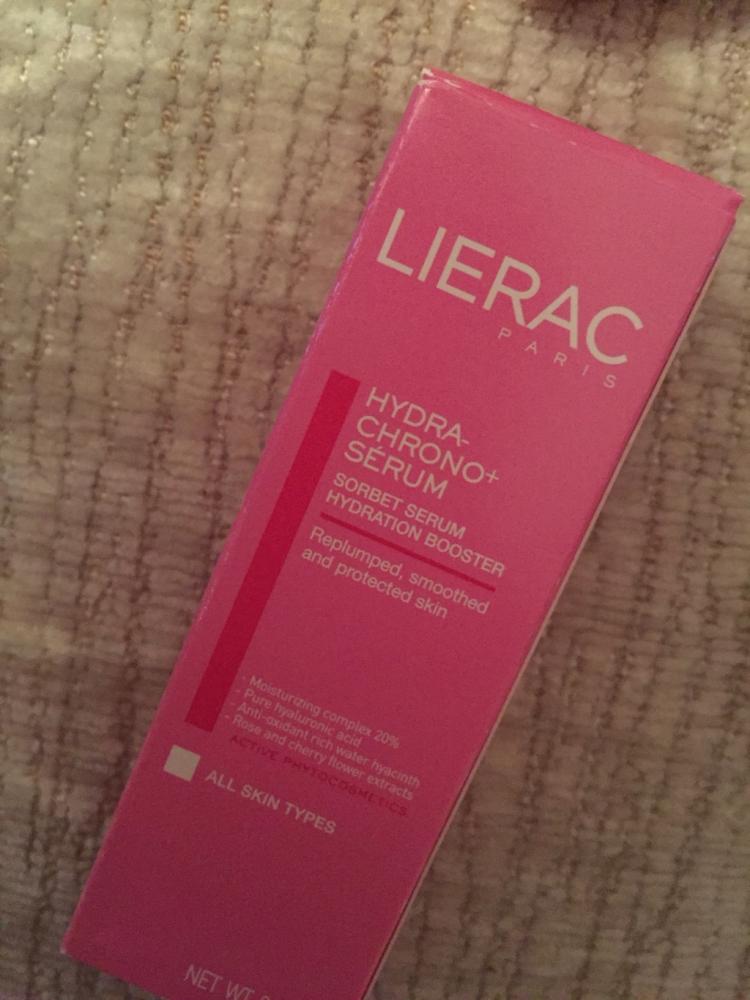 LIERAC
PARIS
HYDRA-
CHRONO+
SÉRUM
SORBET SERUM
HYDRATION BOOSTER
Replumped, smoothed
and protected skin
- Moisturizing complex 20%
- Pure hyaluronic acid
- Anti-oxidant rich water hyacinth
- Rose and cherry flower extracts
ACTIVE PHYTOCOSMETICS
ALL SKIN TYPES
NET WT